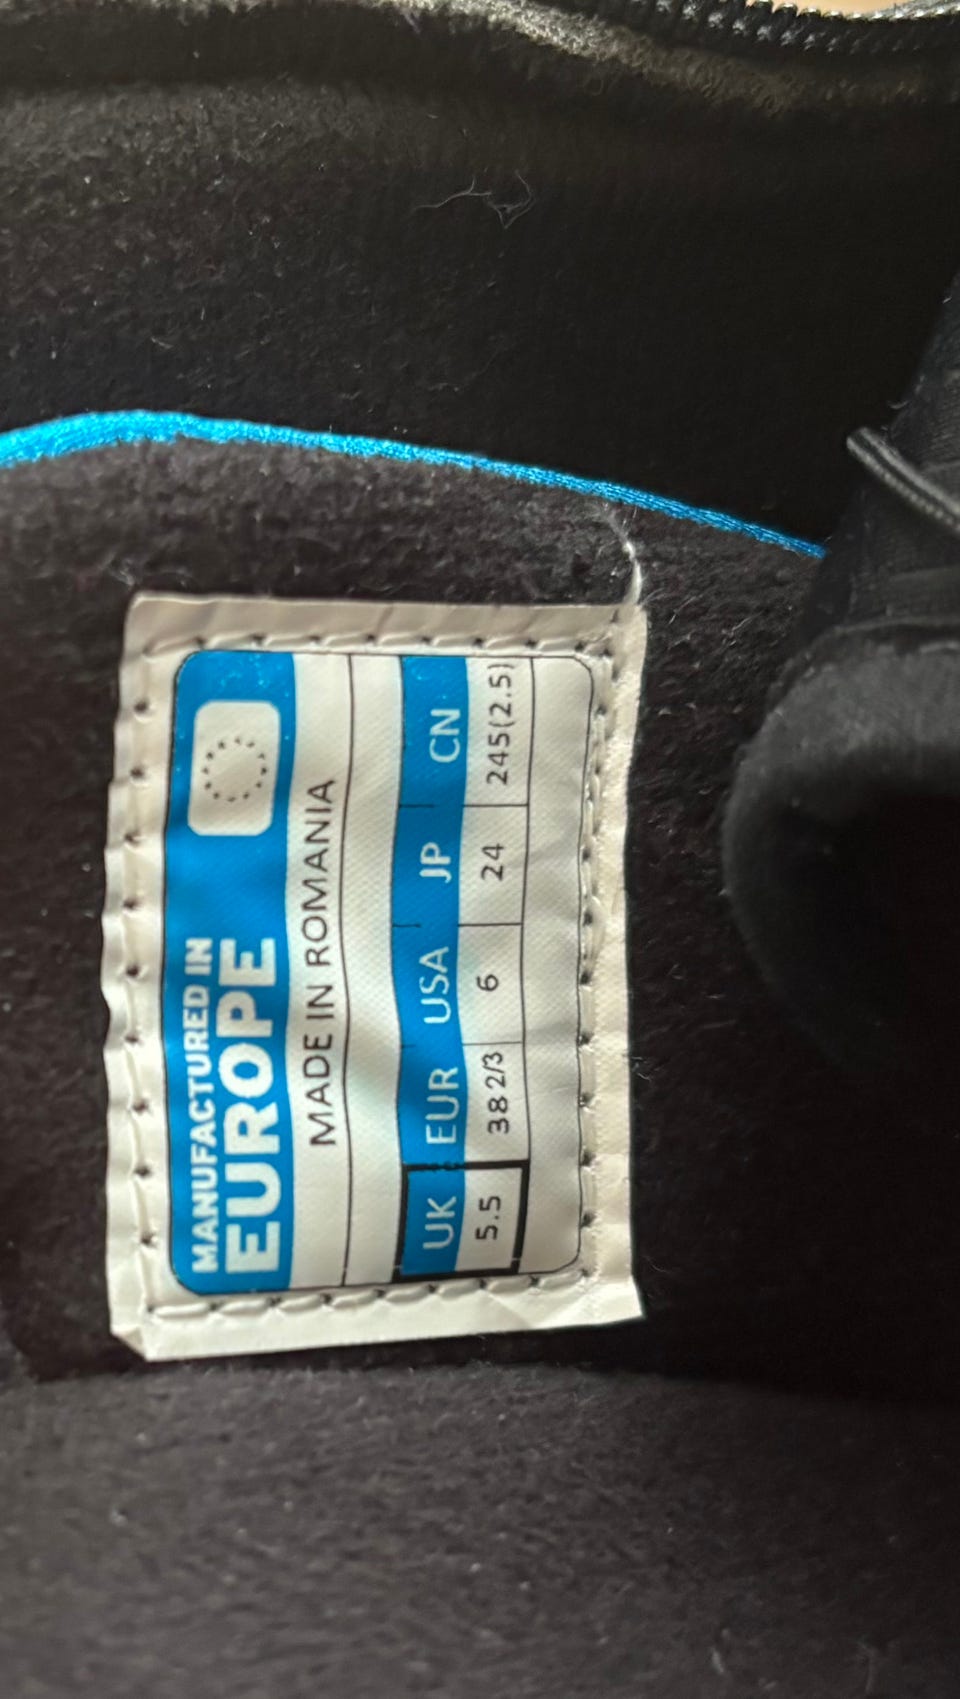 MANUFACTURED IN
EUROPE
MADE IN ROMANIA
UK EUR USA JP CN
5.5 38 2/3 6 24 245(2.5)